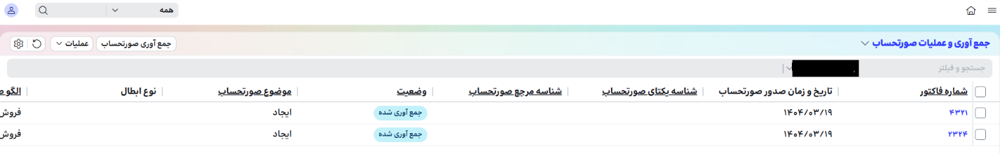 همه
جمع آوری و عملیات صورتحساب
جمع آوری صورتحساب
عملیات
جستجو و فیلتر
شماره فاکتور
تاریخ و زمان صدور صورتحساب
شناسه یکتای صورتحساب
شناسه مرجع صورتحساب
وضعیت
موضوع صورتحساب
نوع ابطال
الگو
۴۳۲۱ ۱۴۰۴/۰۳/۱۹ جمع آوری شده ایجاد فروش
۲۳۲۴ ۱۴۰۴/۰۳/۱۹ جمع آوری شده ایجاد فروش